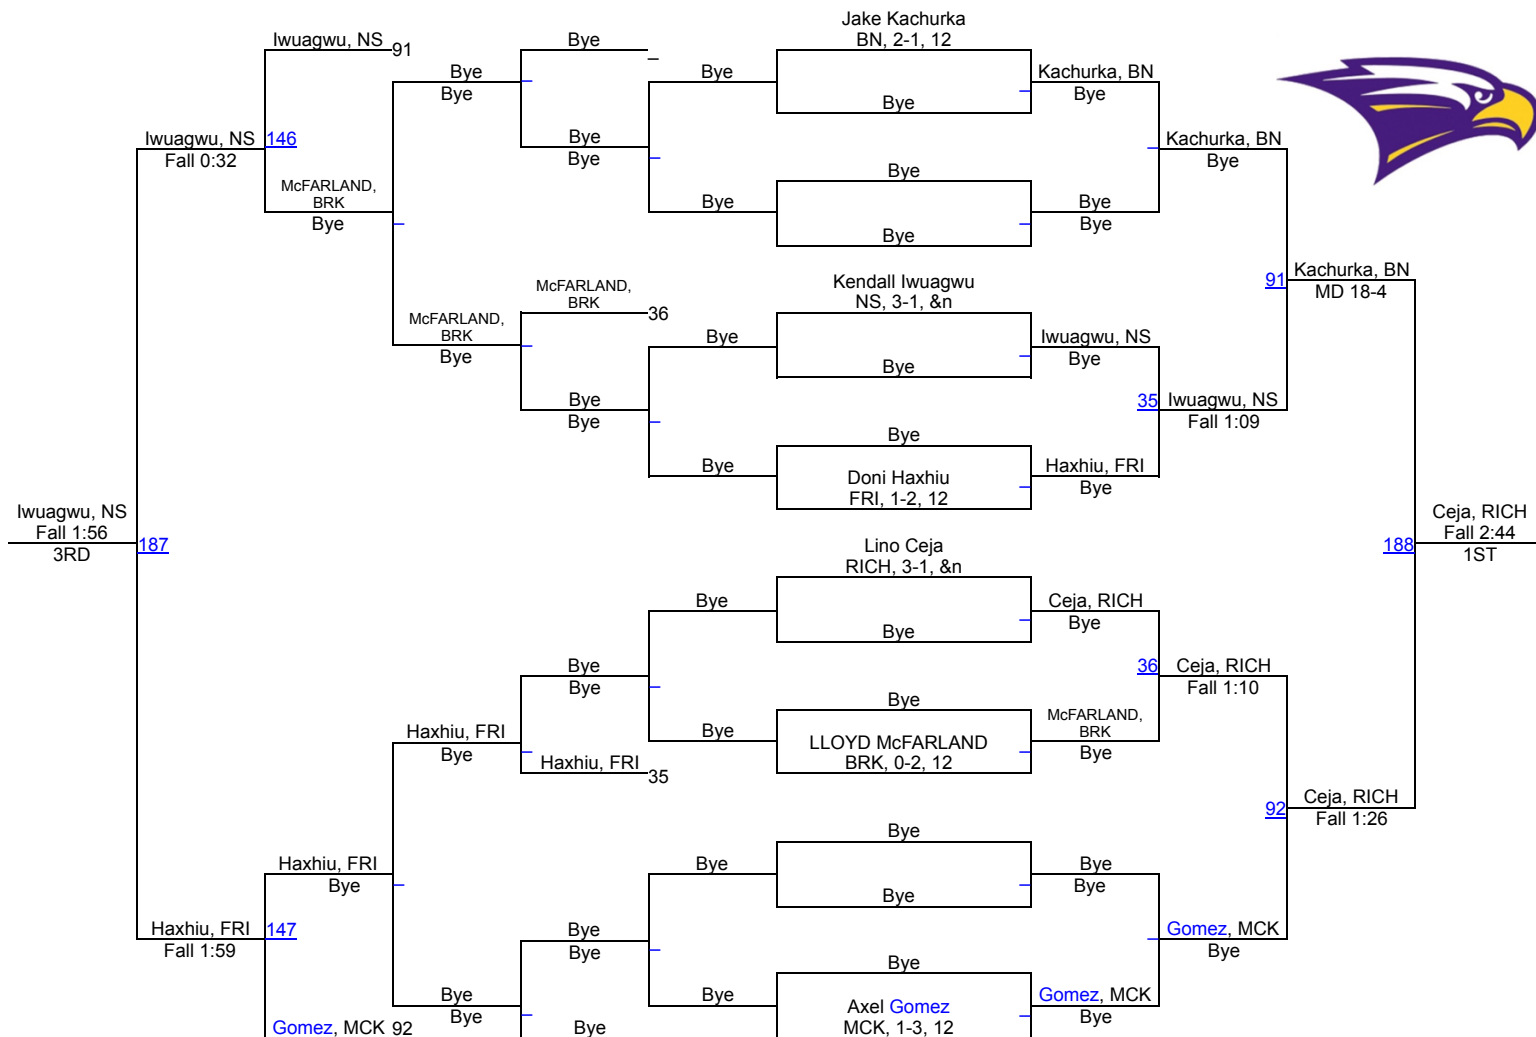 Jake Kachurka
BN, 2-1, 12
Iwuagwu, NS
91
Bye
_
Bye
Bye
Bye
Kachurka, BN
Bye
Bye
Iwuagwu, NS
Fall 0:32
146
Bye
Bye
Kachurka, BN
Bye
McFARLAND,
BRK
Bye
Bye
Bye
Bye
Bye
Bye
Kendall Iwuagwu
NS, 3-1, &n
McFARLAND,
BRK
36
91
Kachurka, BN
MD 18-4
McFARLAND,
BRK
Bye
Bye
Bye
Iwuagwu, NS
Bye
Bye
Bye
35
Iwuagwu, NS
Fall 1:09
Bye
Bye
Doni Haxhiu
FRI, 1-2, 12
Haxhiu, FRI
Bye
Iwuagwu, NS
Fall 1:56
3RD
187
188
Ceja, RICH
Fall 2:44
1ST
Lino Ceja
RICH, 3-1, &n
Bye
Bye
Ceja, RICH
Bye
Bye
Bye
36
Ceja, RICH
Fall 1:10
Haxhiu, FRI
Bye
Haxhiu, FRI
35
Bye
Bye
LLOYD McFARLAND
BRK, 0-2, 12
McFARLAND,
BRK
Bye
92
Ceja, RICH
Fall 1:26
Haxhiu, FRI
Bye
Bye
Bye
Bye
Bye
Bye
Haxhiu, FRI
Fall 1:59
147
Bye
Bye
Gomez, MCK
Bye
Bye
Bye
Bye
Bye
Axel Gomez
MCK, 1-3, 12
Gomez, MCK
Bye
Gomez, MCK 92
Bye